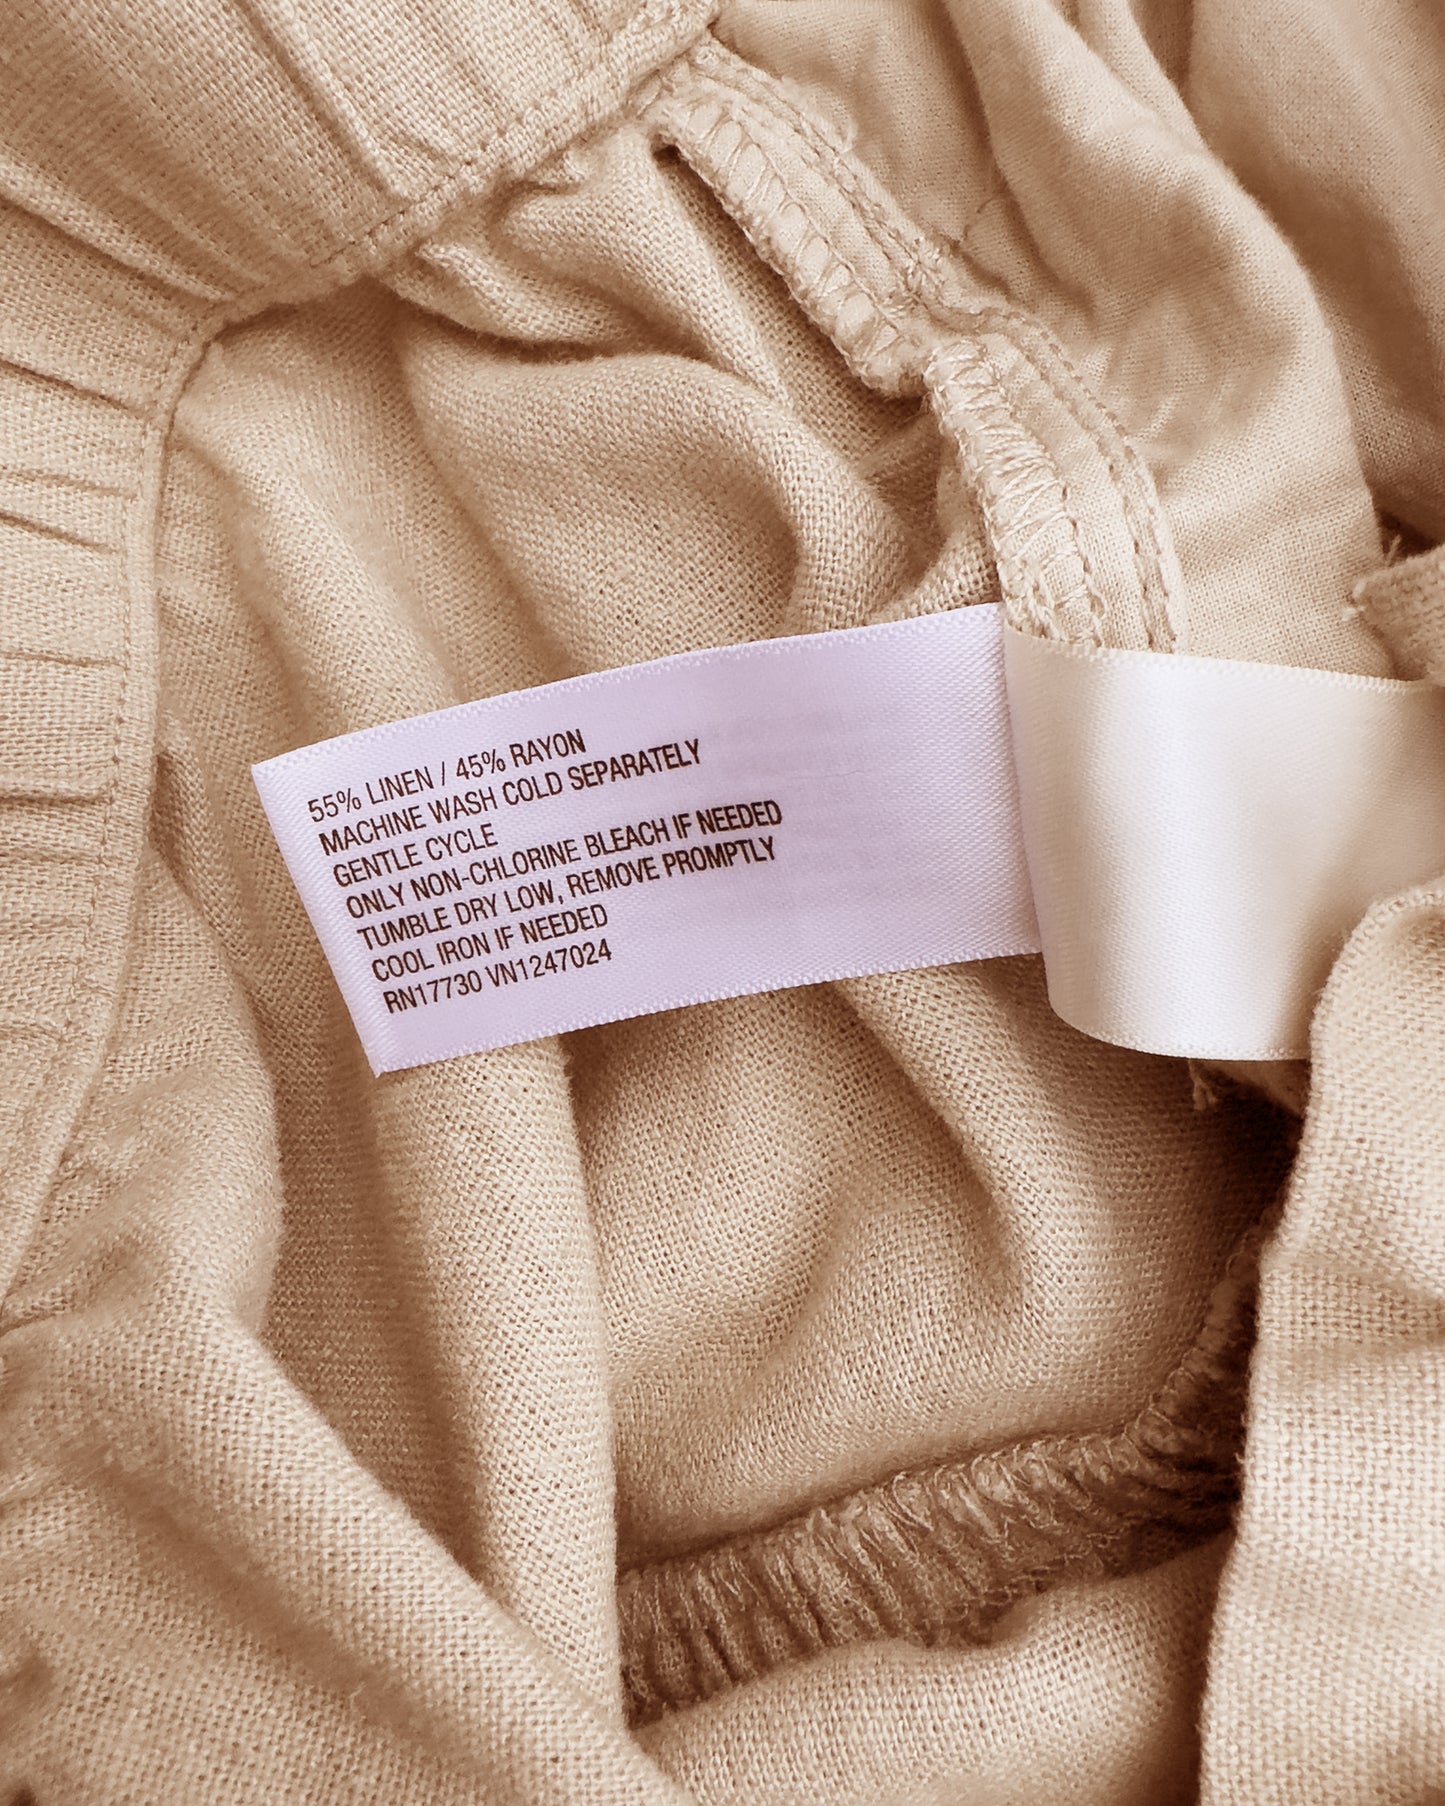 55% LINEN / 45% RAYON
MACHINE WASH COLD SEPARATELY
GENTLE CYCLE
ONLY NON-CHLORINE BLEACH IF NEEDED
TUMBLE DRY LOW, REMOVE PROMPTLY
COOL IRON IF NEEDED
RN17730 VN1247024